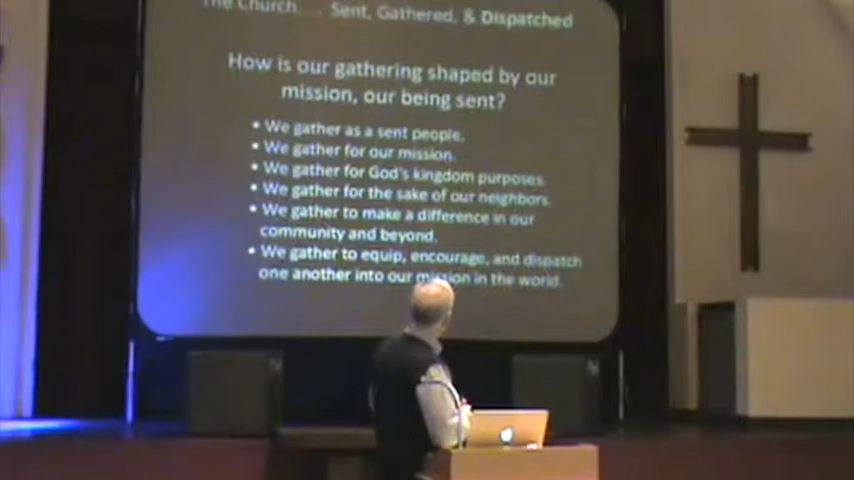 The Church. . . Sent, Gathered, & Dispatched
How is our gathering shaped by our
mission, our being sent?
• We gather as a sent people.
• We gather for our mission.
• We gather for God's kingdom purposes.
• We gather for the sake of our neighbors.
• We gather to make a difference in our
community and beyond.
• We gather to equip, encourage, and dispatch
one another into our mission in the world.